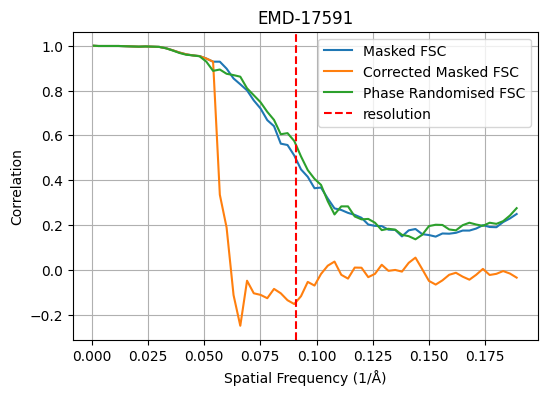 EMD-17591
Masked FSC
Corrected Masked FSC
Phase Randomised FSC
resolution
Correlation
1.0
0.8
0.6
0.4
0.2
0.0
−0.2
0.000 0.025 0.050 0.075 0.100 0.125 0.150 0.175
Spatial Frequency (1/Å)